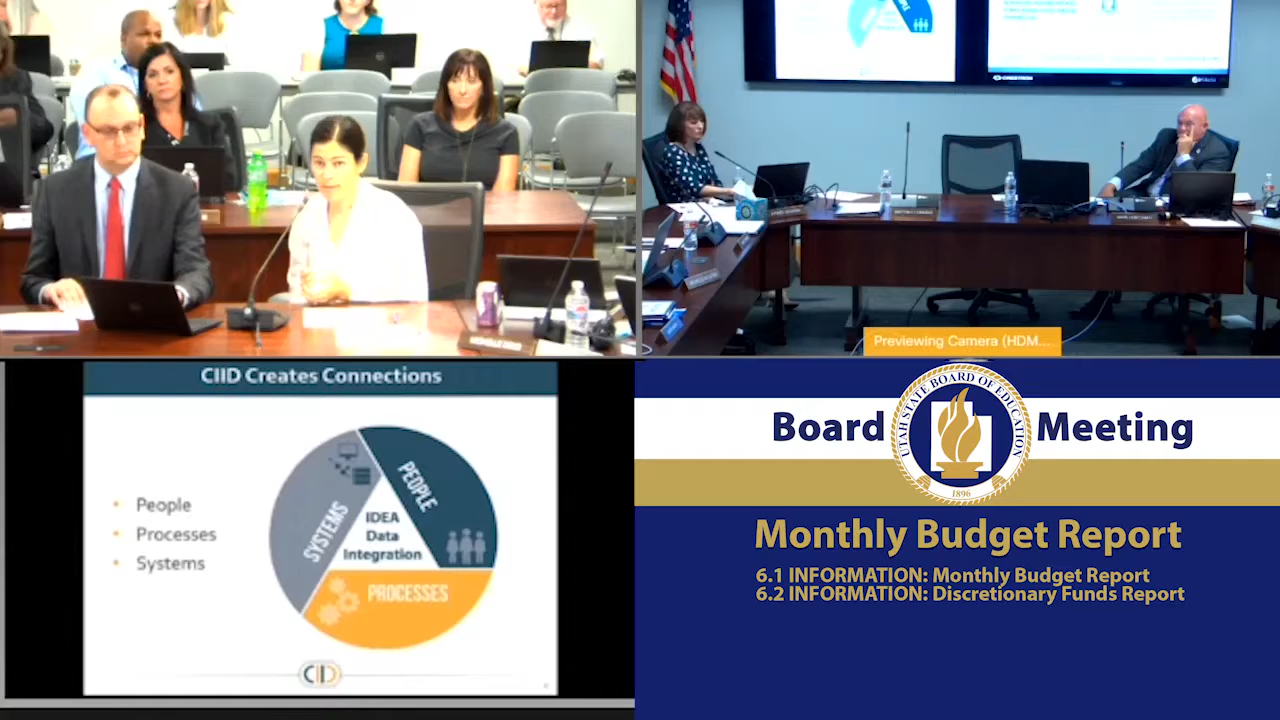 PEOPLE
Previewing Camera (HDM...
CIID Creates Connections
People
Processes
Systems
SYSTEMS
PEOPLE
IDEA
Data
Integration
PROCESSES
CIID
Board
Meeting
UTAH STATE BOARD OF EDUCATION
1896
Monthly Budget Report
6.1 INFORMATION: Monthly Budget Report
6.2 INFORMATION: Discretionary Funds Report